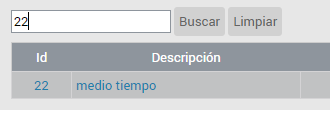 22 Buscar Limpiar
Id Descripción
22 medio tiempo